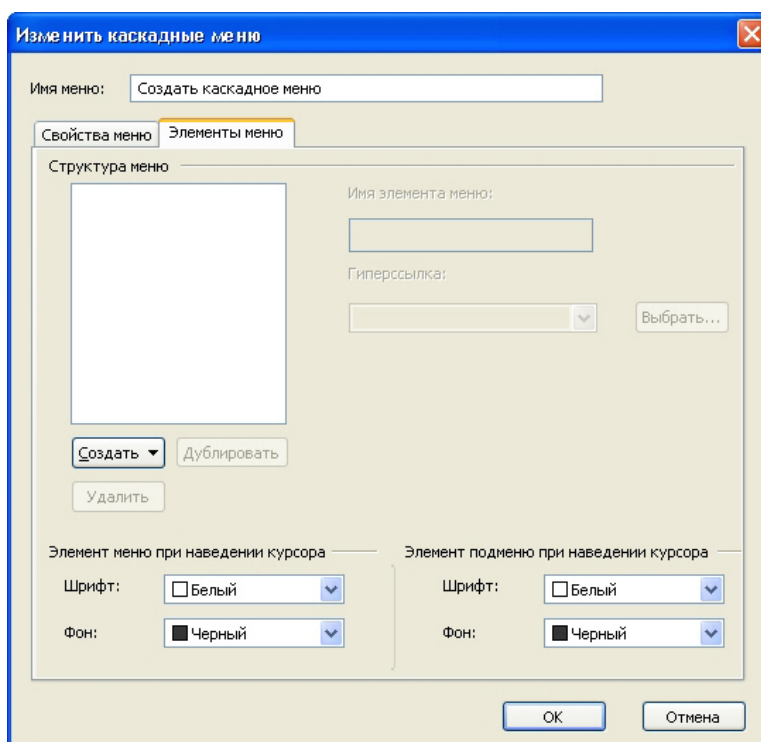 Изменить каскадные меню
Имя меню: Создать каскадное меню
Свойства меню Элементы меню
Структура меню
Имя элемента меню:
Гиперссылка:
Выбрать...
Создать Дублировать
Удалить
Элемент меню при наведении курсора Элемент подменю при наведении курсора
Шрифт: Белый Шрифт: Белый
Фон: Черный Фон: Черный
OK Отмена